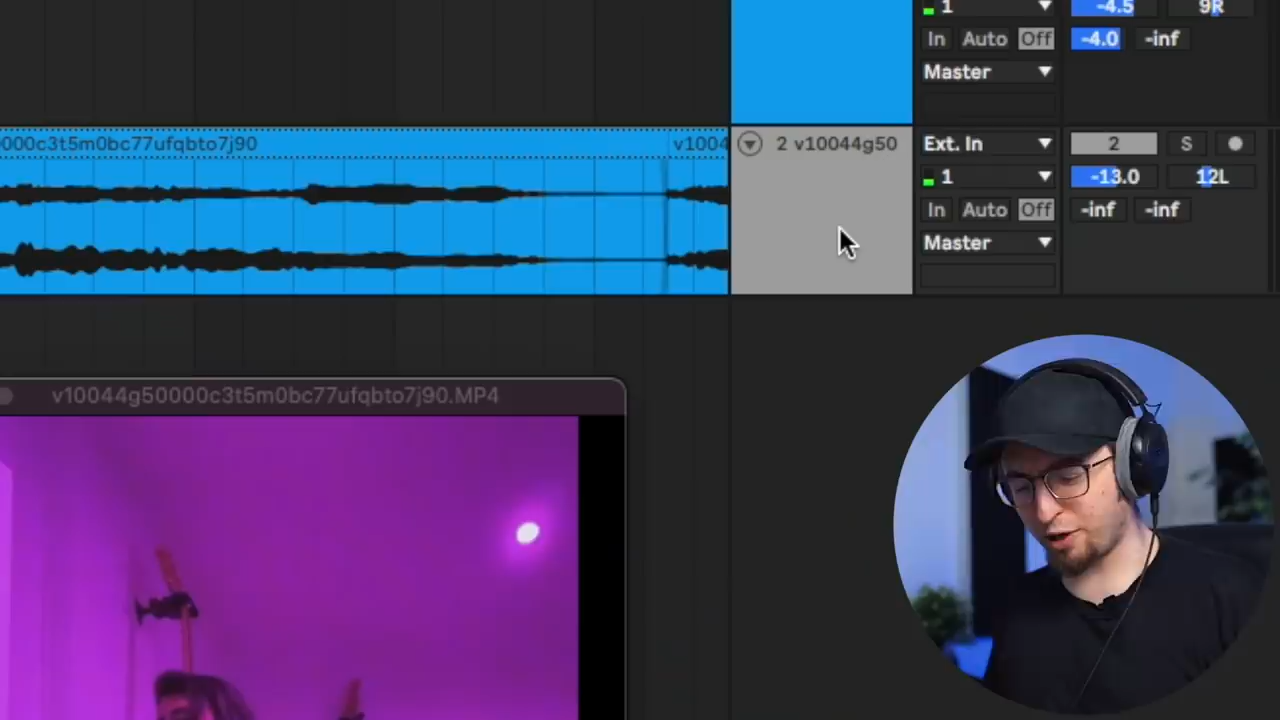 1 -4.5 9R
In Auto Off -4.0 -inf
Master
000c3t5m0bc77ufqbto7j90 v1004 2 v10044g50 Ext. In 2 S
1 -13.0 12L
In Auto Off -inf -inf
Master
v10044g50000c3t5m0bc77ufqbto7j90.MP4